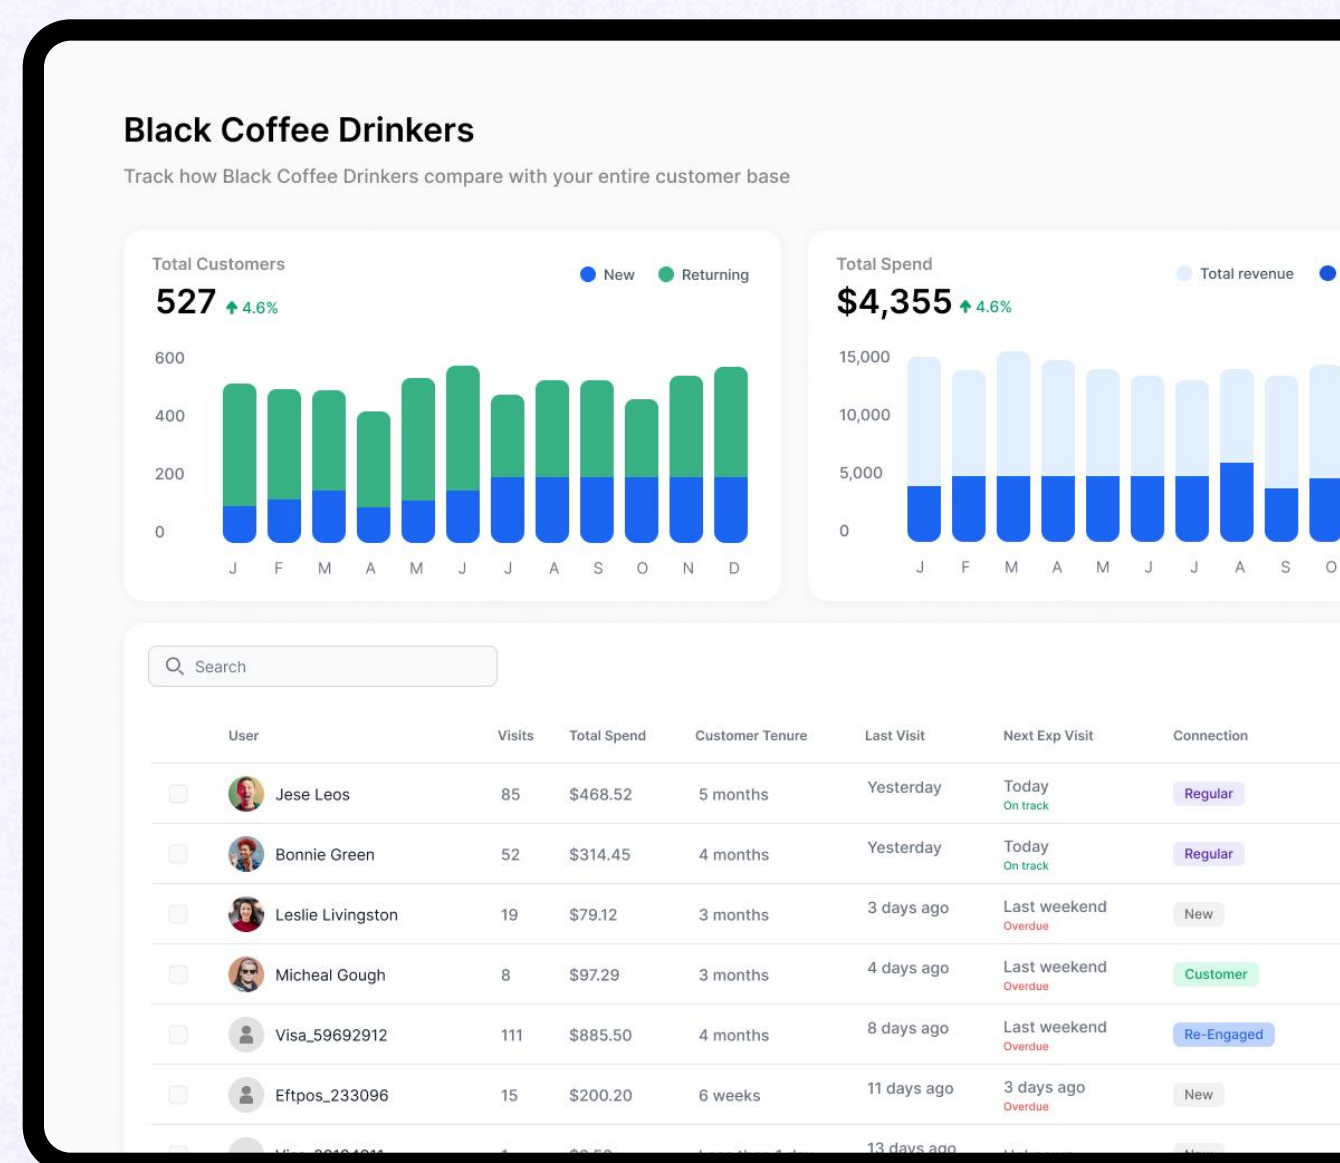 Black Coffee Drinkers
Track how Black Coffee Drinkers compare with your entire customer base
Total Customers
527 4.6%
New Returning
600
400
200
0
J F M A M J J A S O N D
Total Spend
$4,355 4.6%
Total revenue
15,000
10,000
5,000
0
J F M A M J J A S O
Search
User Visits Total Spend Customer Tenure Last Visit Next Exp Visit Connection
Jese Leos 85 $468.52 5 months Yesterday Today Regular
On track
Bonnie Green 52 $314.45 4 months Yesterday Today Regular
On track
Leslie Livingston 19 $79.12 3 months 3 days ago Last weekend New
Overdue
Micheal Gough 8 $97.29 3 months 4 days ago Last weekend Customer
Overdue
Visa_59692912 111 $885.50 4 months 8 days ago Last weekend Re-Engaged
Overdue
Eftpos_233096 15 $200.20 6 weeks 11 days ago 3 days ago New
Overdue
13 days ago